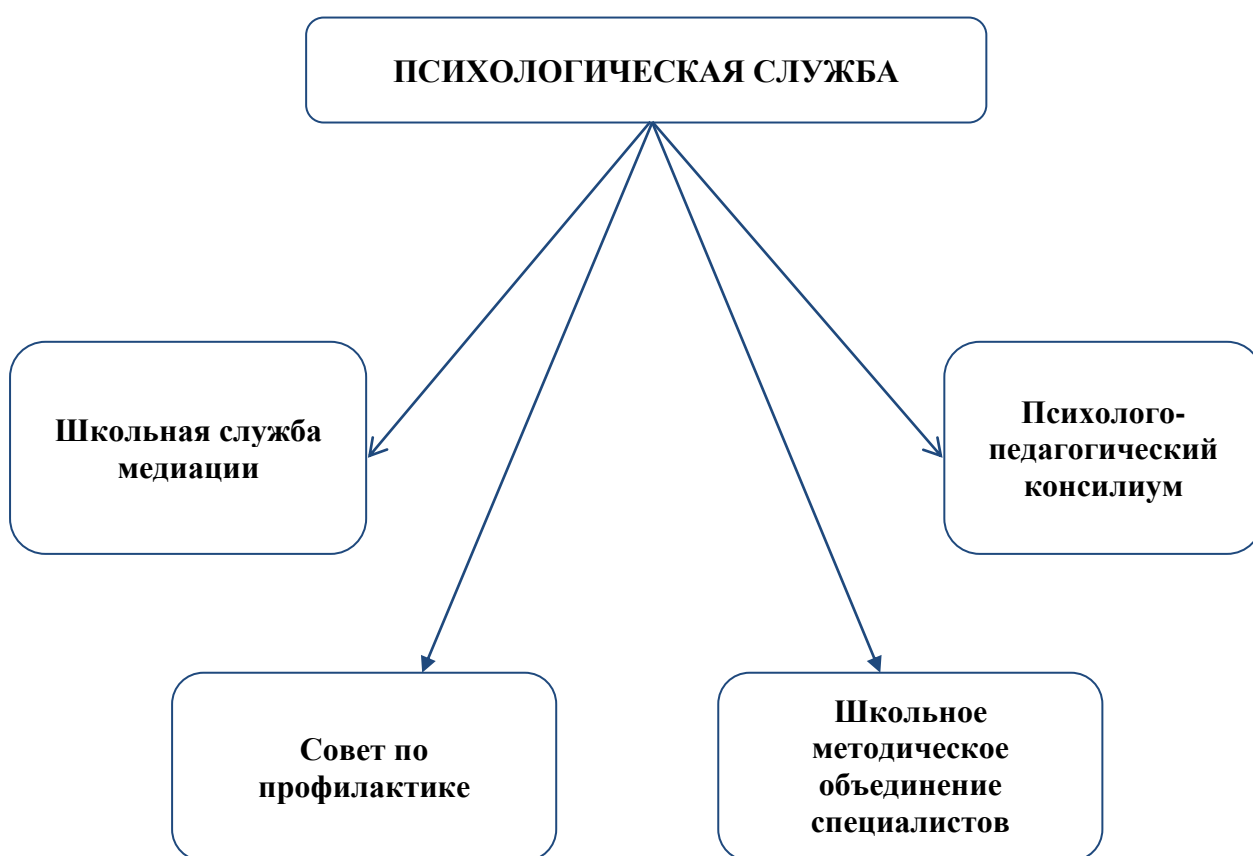 ПСИХОЛОГИЧЕСКАЯ СЛУЖБА
Школьная служба
медиации
Психолого-
педагогический
консилиум
Совет по
профилактике
Школьное
методическое
объединение
специалистов